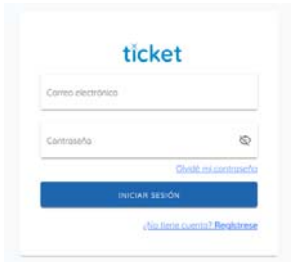 ticket
Correo electrónico
Contraseña
Olvidé mi contraseña
INICIAR SESIÓN
¿No tiene cuenta? Regístrese